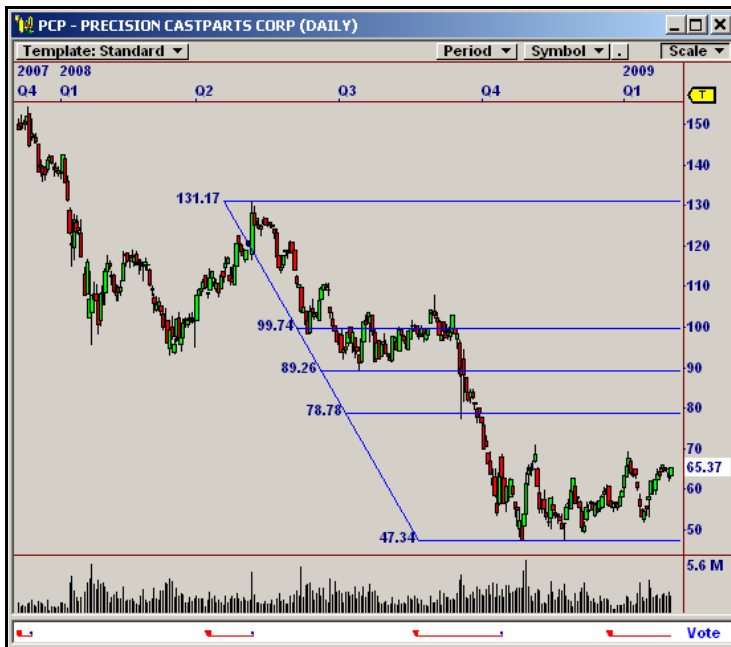 PCP - PRECISION CASTPARTS CORP (DAILY)
Template: Standard Period Symbol . Scale
2007 2008 2009
Q4 Q1 Q2 Q3 Q4 Q1
T
150
140
131.17
130
120
110
99.74
100
89.26
90
78.78
80
70
65.37
60
47.34
50
5.6 M
Vote